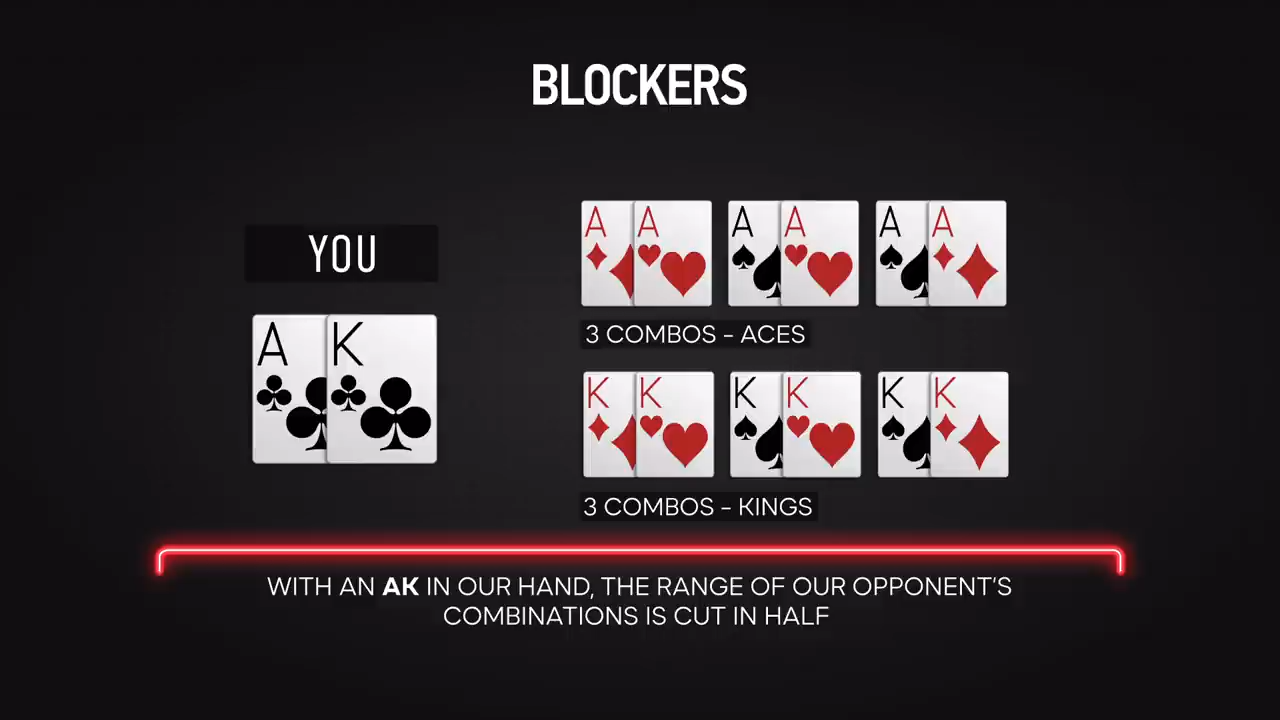 BLOCKERS
YOU
A K
A A A A A A
3 COMBOS - ACES
K K K K K K
3 COMBOS - KINGS
WITH AN AK IN OUR HAND, THE RANGE OF OUR OPPONENT'S
COMBINATIONS IS CUT IN HALF